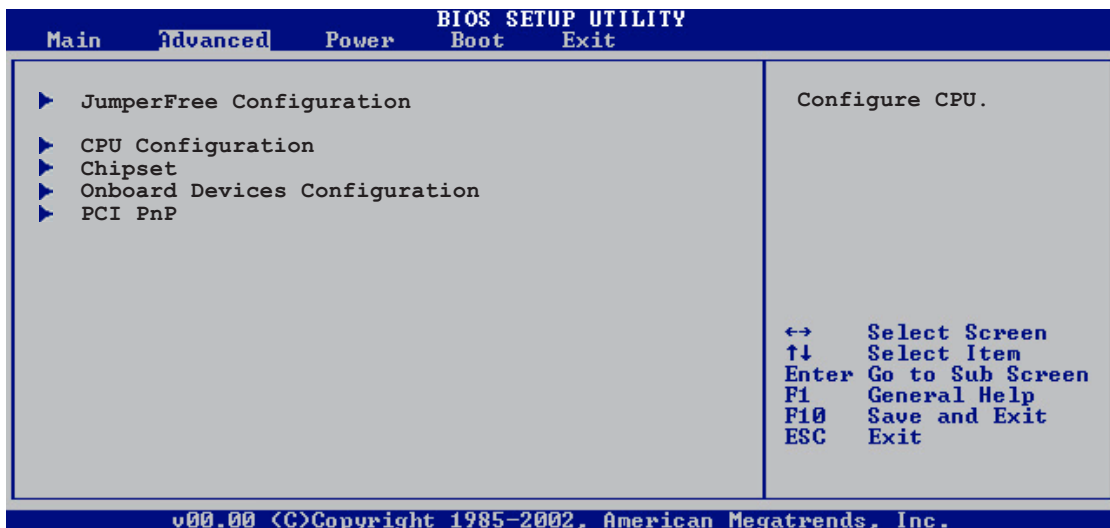 BIOS SETUP UTILITY
Main Advanced Power Boot Exit
JumperFree Configuration
CPU Configuration
Chipset
Onboard Devices Configuration
PCI PnP
Configure CPU.
←→ Select Screen
↑↓ Select Item
Enter Go to Sub Screen
F1 General Help
F10 Save and Exit
ESC Exit
v00.00 (C)Copyright 1985-2002, American Megatrends, Inc.